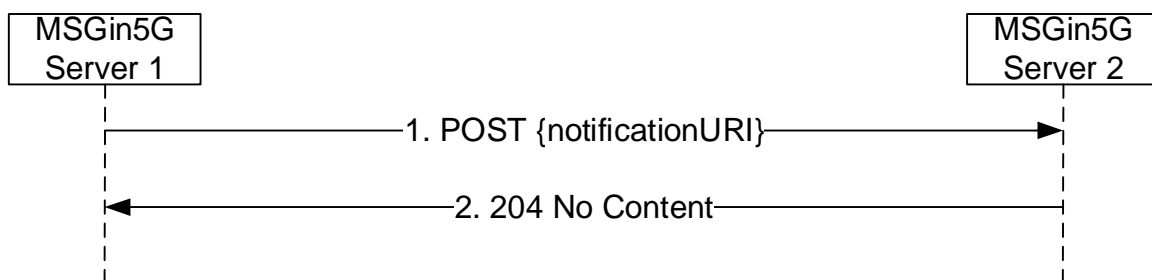 MSGin5G
Server 1
MSGin5G
Server 2
1. POST {notificationURI}
2. 204 No Content